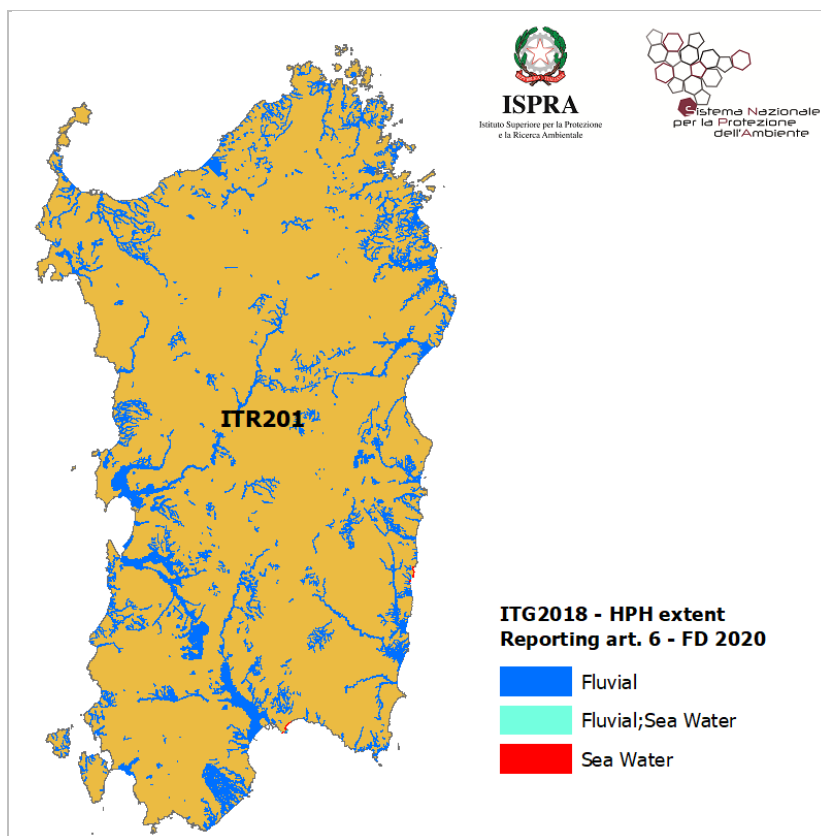 ISPRA
Istituto Superiore per la Protezione
e la Ricerca Ambientale
Sistema Nazionale
per la Protezione
dell'Ambiente
ITR201
ITG2018 - HPH extent
Reporting art. 6 - FD 2020
Fluvial
Fluvial;Sea Water
Sea Water